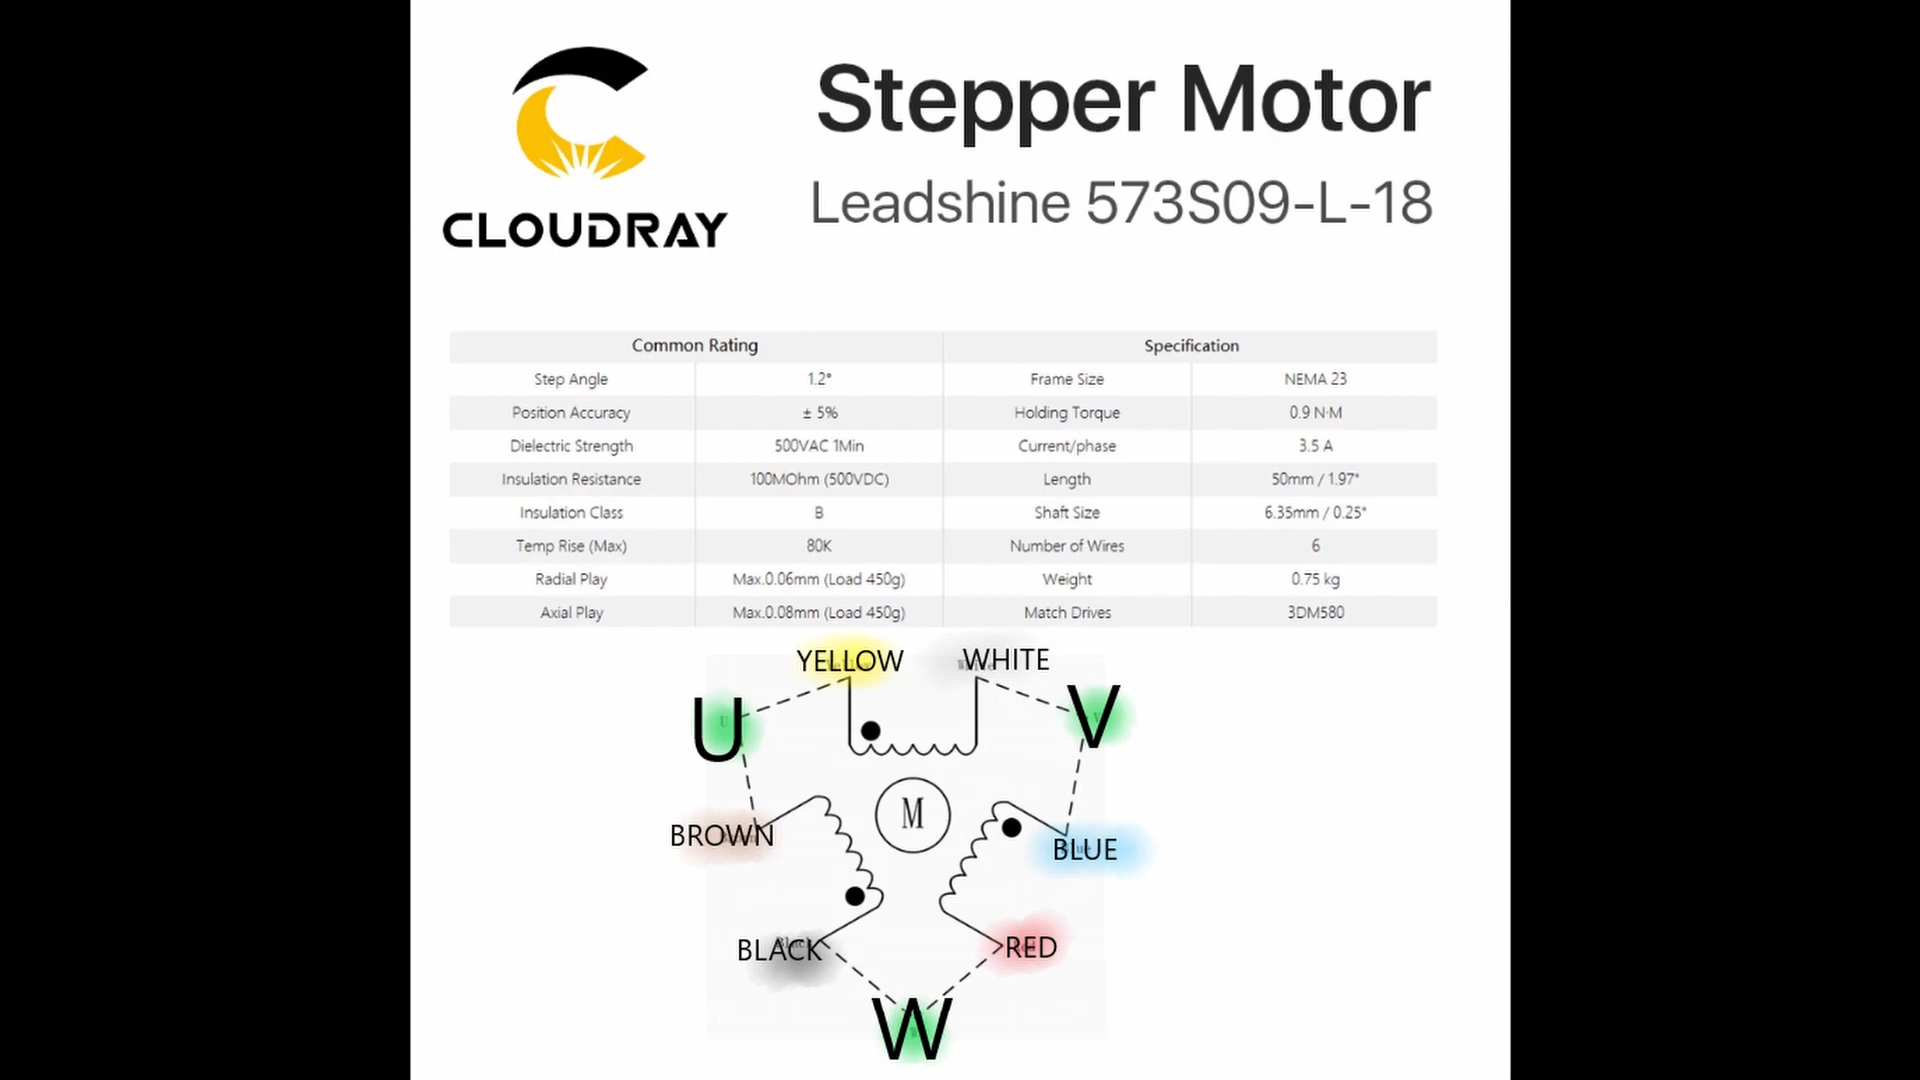 CLOUDRAY
Stepper Motor
Leadshine 573S09-L-18
Common Rating Specification
Step Angle 1.2° Frame Size NEMA 23
Position Accuracy ± 5% Holding Torque 0.9 N·M
Dielectric Strength 500VAC 1Min Current/phase 3.5 A
Insulation Resistance 100MOhm (500VDC) Length 50mm / 1.97"
Insulation Class B Shaft Size 6.35mm / 0.25"
Temp Rise (Max) 80K Number of Wires 6
Radial Play Max.0.06mm (Load 450g) Weight 0.75 kg
Axial Play Max.0.08mm (Load 450g) Match Drives 3DM580
YELLOW WHITE
U V
M
BROWN BLUE
BLACK RED
W